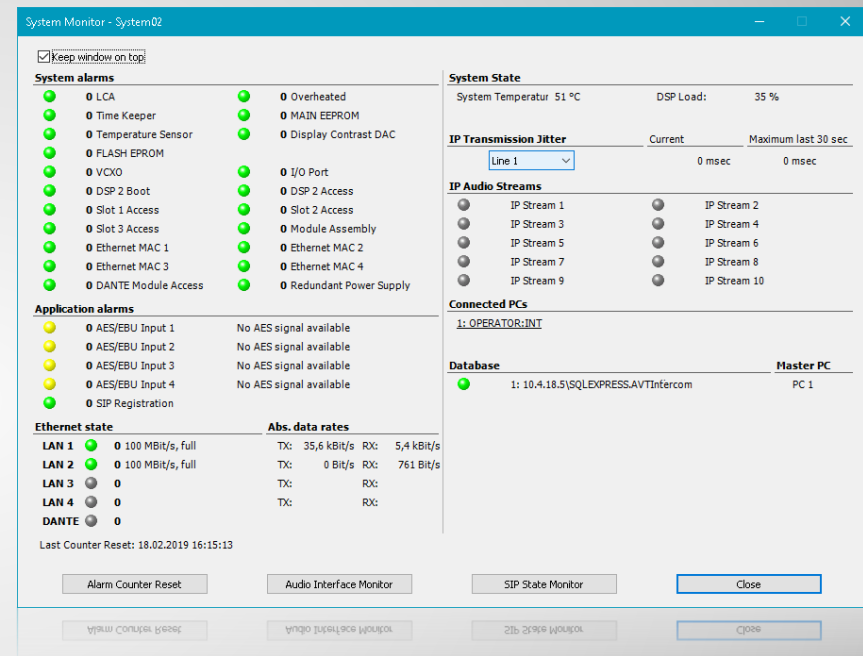 System Monitor - System02
Keep window on top
System alarms
0 LCA
0 Overheated
0 Time Keeper
0 MAIN EEPROM
0 Temperature Sensor
0 Display Contrast DAC
0 FLASH EPROM
0 VCXO
0 I/O Port
0 DSP 2 Boot
0 DSP 2 Access
0 Slot 1 Access
0 Slot 2 Access
0 Slot 3 Access
0 Module Assembly
0 Ethernet MAC 1
0 Ethernet MAC 2
0 Ethernet MAC 3
0 Ethernet MAC 4
0 DANTE Module Access
0 Redundant Power Supply
Application alarms
0 AES/EBU Input 1 No AES signal available
0 AES/EBU Input 2 No AES signal available
0 AES/EBU Input 3 No AES signal available
0 AES/EBU Input 4 No AES signal available
0 SIP Registration
Ethernet state Abs. data rates
LAN 1 0 100 MBit/s, full TX: 35,6 kBit/s RX: 5,4 kBit/s
LAN 2 0 100 MBit/s, full TX: 0 Bit/s RX: 761 Bit/s
LAN 3 0 TX: RX:
LAN 4 0 TX: RX:
DANTE 0
Last Counter Reset: 18.02.2019 16:15:13
System State
System Temperatur 51 °C DSP Load: 35 %
IP Transmission Jitter Current Maximum last 30 sec
Line 1 0 msec 0 msec
IP Audio Streams
IP Stream 1 IP Stream 2
IP Stream 3 IP Stream 4
IP Stream 5 IP Stream 6
IP Stream 7 IP Stream 8
IP Stream 9 IP Stream 10
Connected PCs
1: OPERATOR:INT
Database Master PC
1: 10.4.18.5\SQLEXPRESS.AVTIntercom PC 1
Alarm Counter Reset Audio Interface Monitor SIP State Monitor Close